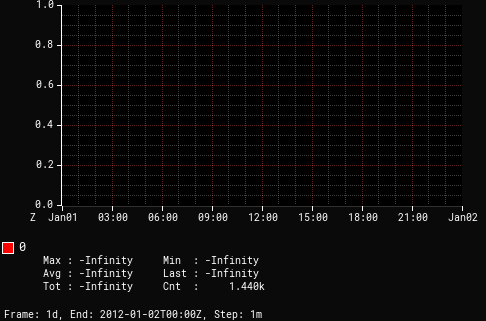 1.0
0.8
0.6
0.4
0.2
0.0
Z Jan01 03:00 06:00 09:00 12:00 15:00 18:00 21:00 Jan02
0
Max : -Infinity Min : -Infinity
Avg : -Infinity Last : -Infinity
Tot : -Infinity Cnt : 1.440k
Frame: 1d, End: 2012-01-02T00:00Z, Step: 1m